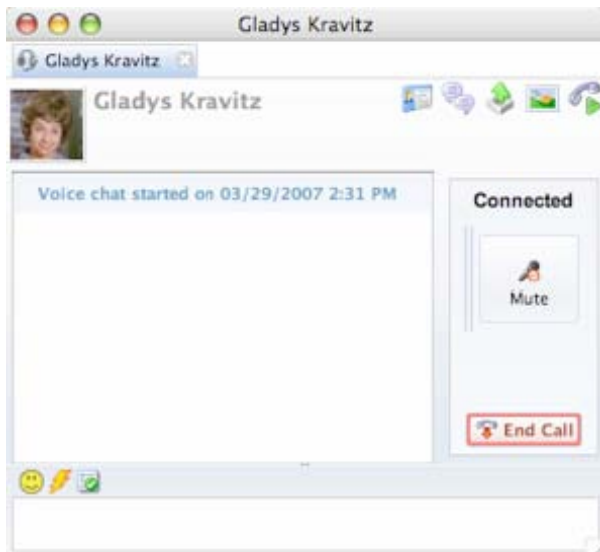 Gladys Kravitz
Gladys Kravitz
Gladys Kravitz
Voice chat started on 03/29/2007 2:31 PM
Connected
Mute
End Call